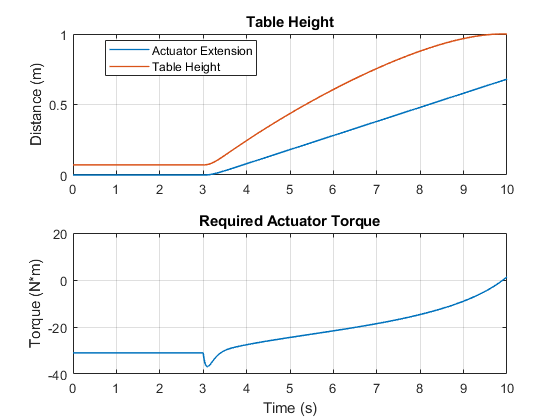 Table Height
Distance (m)
1
0.5
0
Actuator Extension
Table Height
0 1 2 3 4 5 6 7 8 9 10
Required Actuator Torque
Torque (N*m)
20
0
-20
-40
0 1 2 3 4 5 6 7 8 9 10
Time (s)